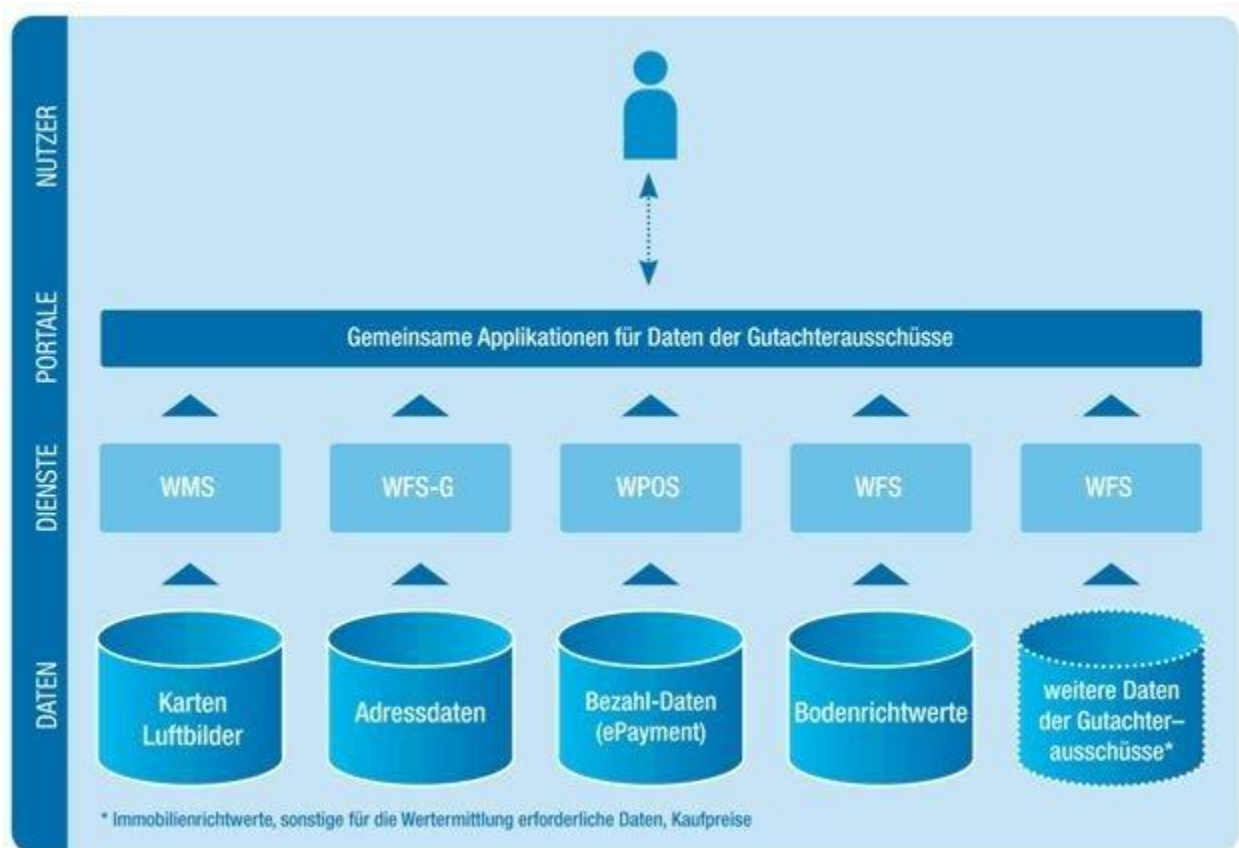 NUTZER
PORTALE
Gemeinsame Applikationen für Daten der Gutachterausschüsse
DIENSTE
WMS
WFS-G
WPOS
WFS
WFS
DATEN
Karten
Luftbilder
Adressdaten
Bezahl-Daten
(ePayment)
Bodenrichtwerte
weitere Daten
der Gutachter–
ausschüsse*
* Immobilienrichtwerte, sonstige für die Wertermittlung erforderliche Daten, Kaufpreise